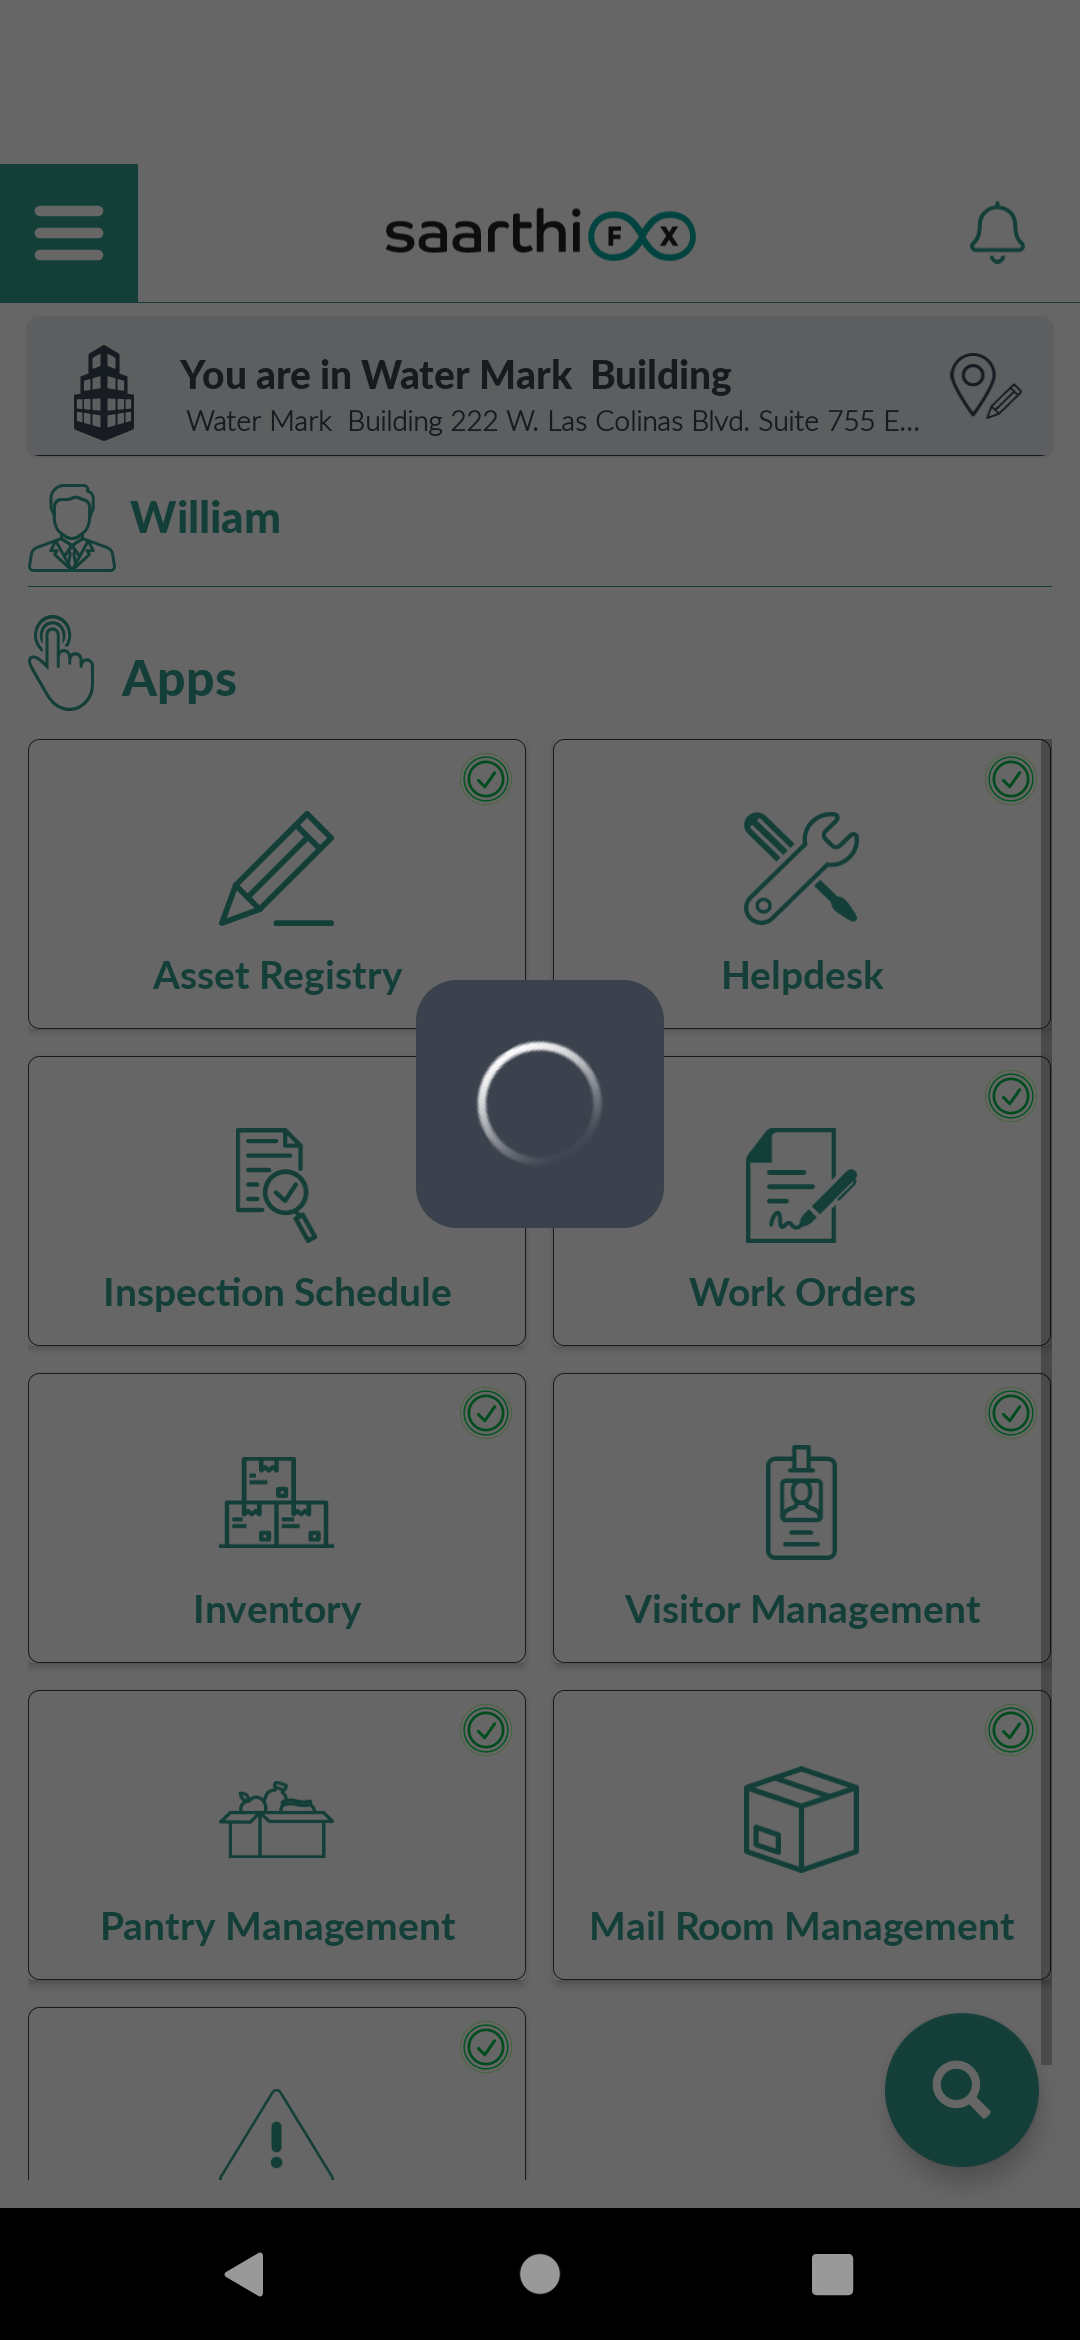 saarthi FX
You are in Water Mark  Building
Water Mark  Building 222 W. Las Colinas Blvd. Suite 755 E...
William
Apps
Asset Registry
Helpdesk
Inspection Schedule
Work Orders
Inventory
Visitor Management
Pantry Management
Mail Room Management